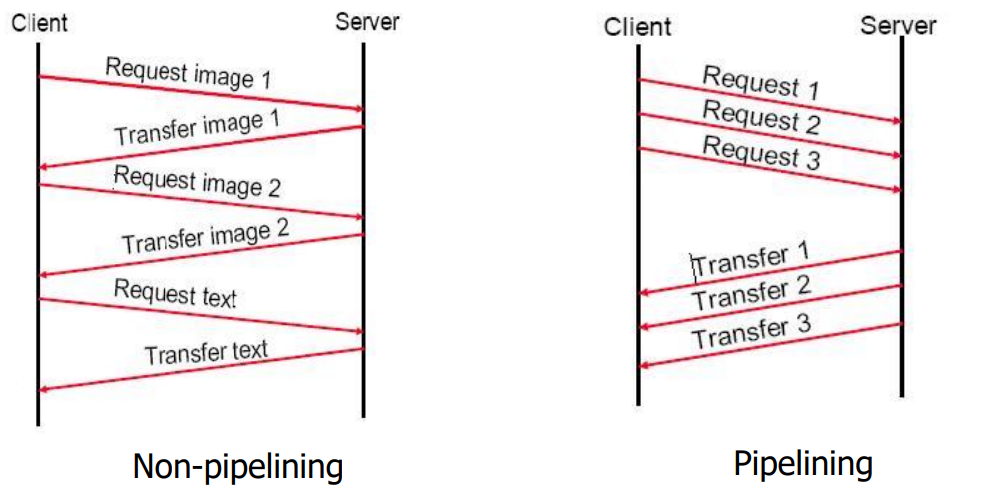 Client
Server
Request image 1
Transfer image 1
Request image 2
Transfer image 2
Request text
Transfer text
Non-pipelining
Client
Server
Request 1
Request 2
Request 3
Transfer 1
Transfer 2
Transfer 3
Pipelining